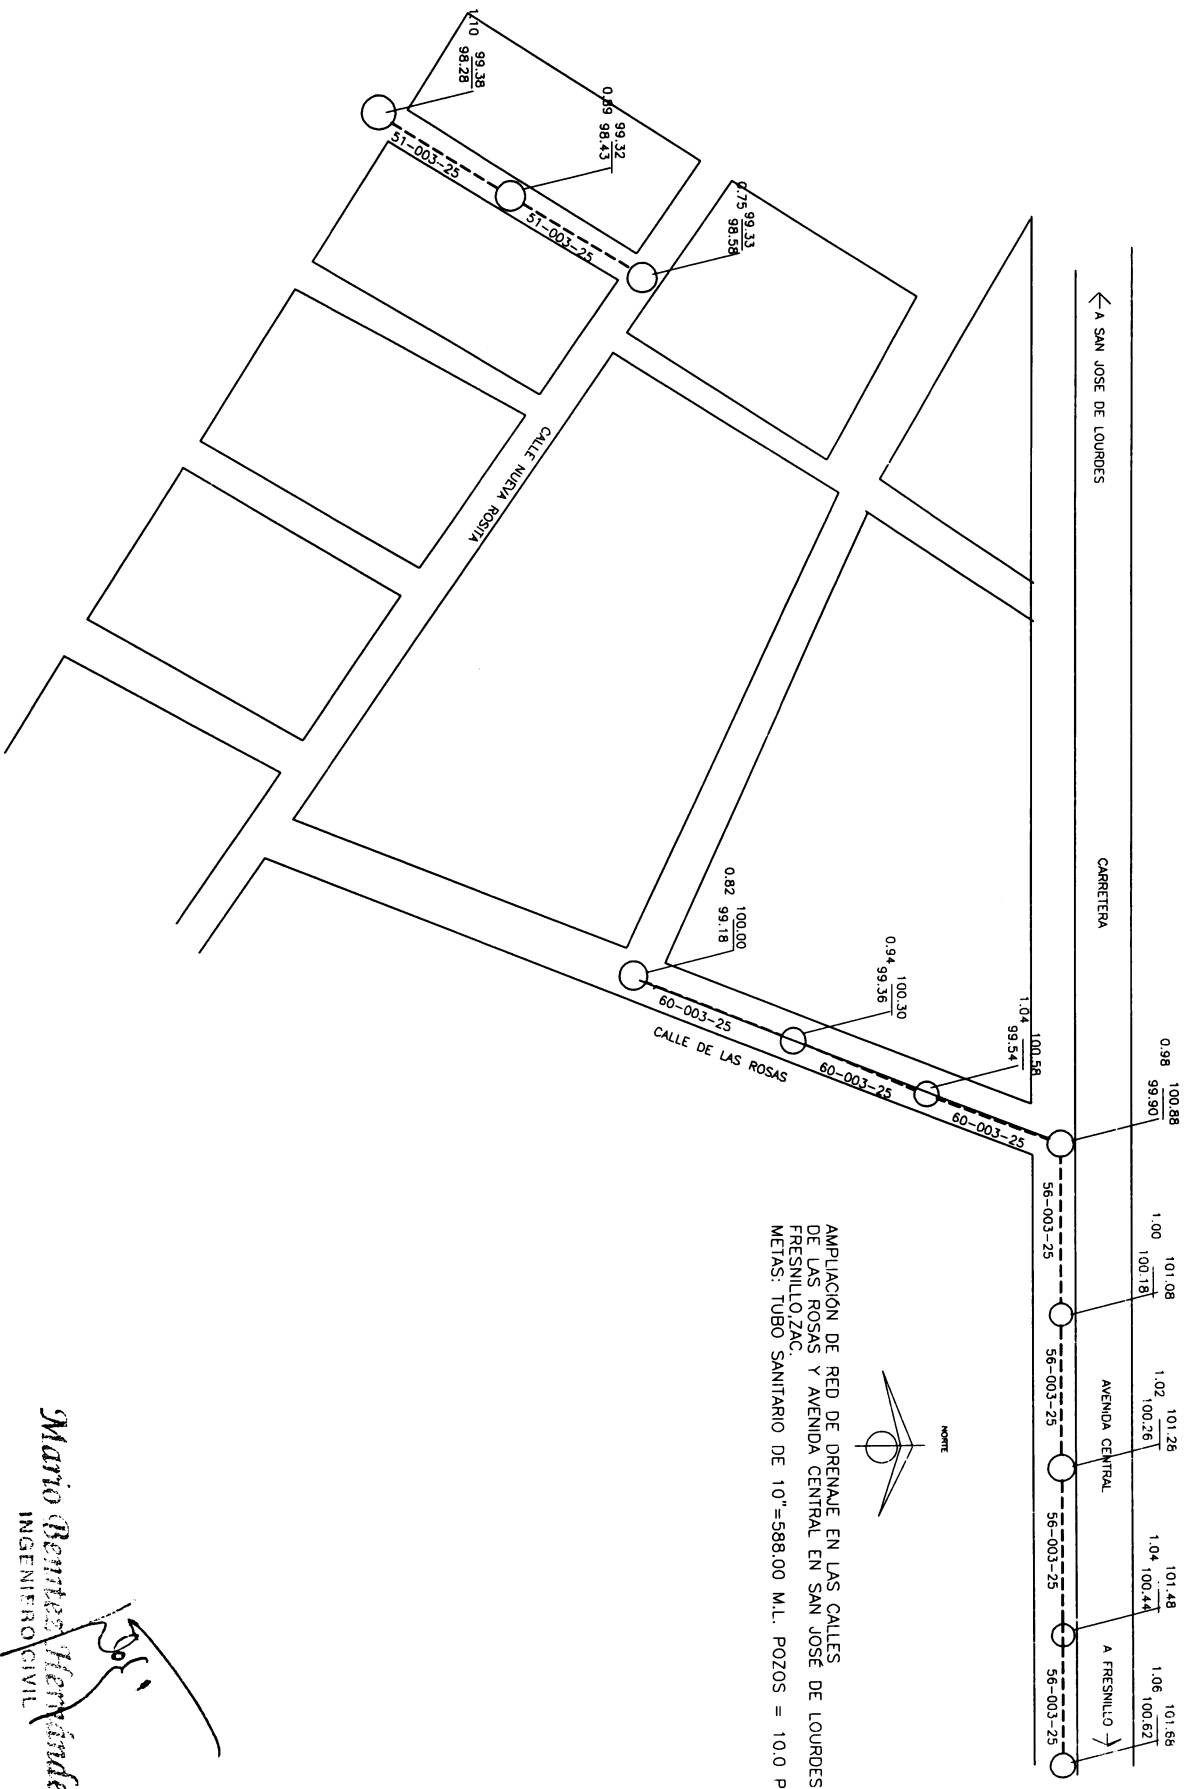 ← A SAN JOSE DE LOURDES
CARRETERA
AVENIDA CENTRAL
A FRESNILLO →
1.10 99.38
98.28
51-003-25
0.89 99.32
98.43
51-003-25
0.75 99.33
98.58
CALLE NUEVA ROSITA
0.82 100.00
99.18
60-003-25
CALLE DE LAS ROSAS
0.94 100.30
99.36
60-003-25
1.04 100.58
99.54
60-003-25
0.98 100.88
99.90
56-003-25
1.00 101.08
100.18
56-003-25
1.02 101.28
100.26
56-003-25
1.04 101.48
100.44
56-003-25
1.06 101.68
100.62
NORTE
AMPLIACIÓN DE RED DE DRENAJE EN LAS CALLES
DE LAS ROSAS Y AVENIDA CENTRAL EN SAN JOSÉ DE LOURDES
FRESNILLO,ZAC.
METAS: TUBO SANITARIO DE 10"=588.00 M.L. POZOS = 10.0 P
Mario Hernánde
INGENIERO CIVIL